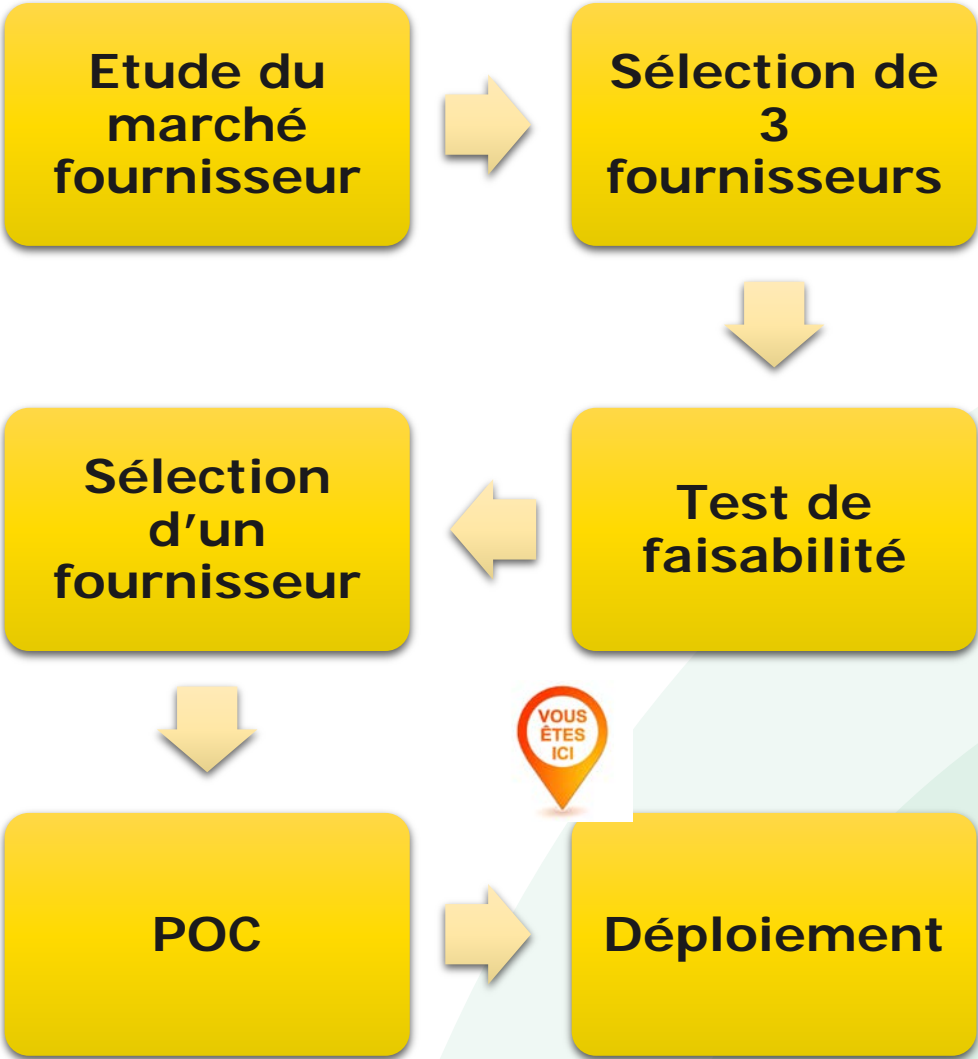 Etude du
marché
fournisseur
Sélection de
3
fournisseurs
Test de
faisabilité
Sélection
d’un
fournisseur
VOUS
ÊTES
ICI
POC
Déploiement